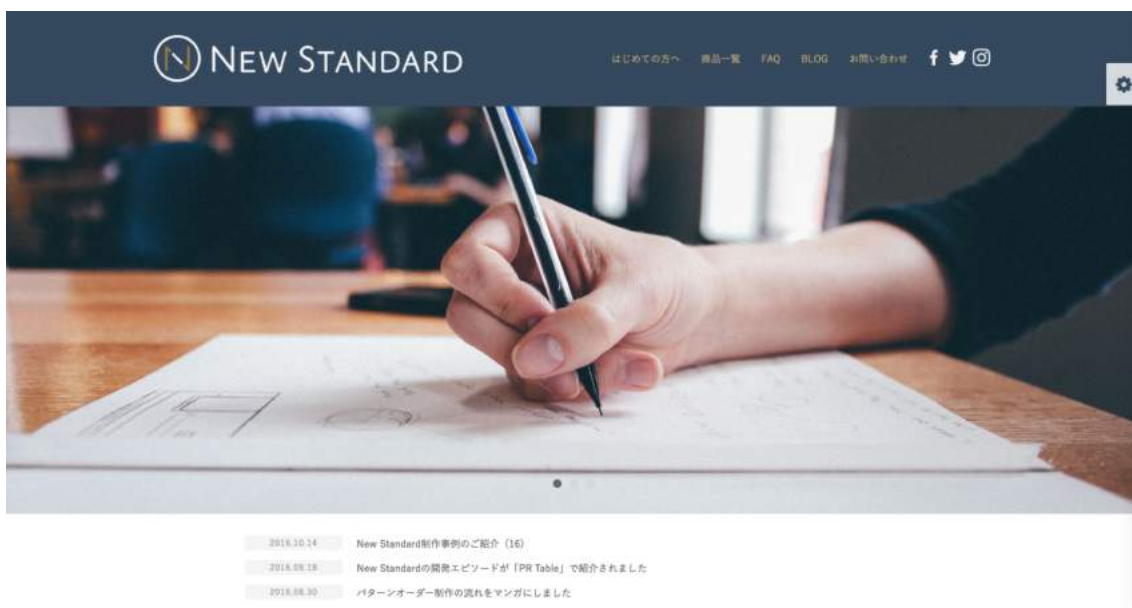 NEW STANDARD
はじめての方へ 商品一覧 FAQ BLOG お問い合わせ
2016.10.14 New Standard制作事例のご紹介（16）
2016.09.18 New Standardの開発エピソードが「PR Table」で紹介されました
2016.08.30 パターンオーダー制作の流れをマンガにしました